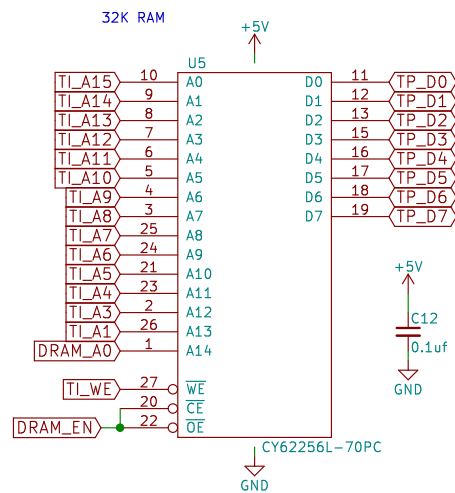 32K RAM
+5V
U5
TI_A15 10 A0 D0 11 TP_D0
TI_A14 9 A1 D1 12 TP_D1
TI_A13 8 A2 D2 13 TP_D2
TI_A12 7 A3 D3 15 TP_D3
TI_A11 6 A4 D4 16 TP_D4
TI_A10 5 A5 D5 17 TP_D5
TI_A9 4 A6 D6 18 TP_D6
TI_A8 3 A7 D7 19 TP_D7
TI_A7 25 A8
TI_A6 24 A9
TI_A5 21 A10
TI_A4 23 A11
TI_A3 2 A12
TI_A1 26 A13
DRAM_A0 1 A14
+5V
C12
0.1uf
GND
TI_WE 27 WE
20 CE
DRAM_EN 22 OE
CY62256L-70PC
GND